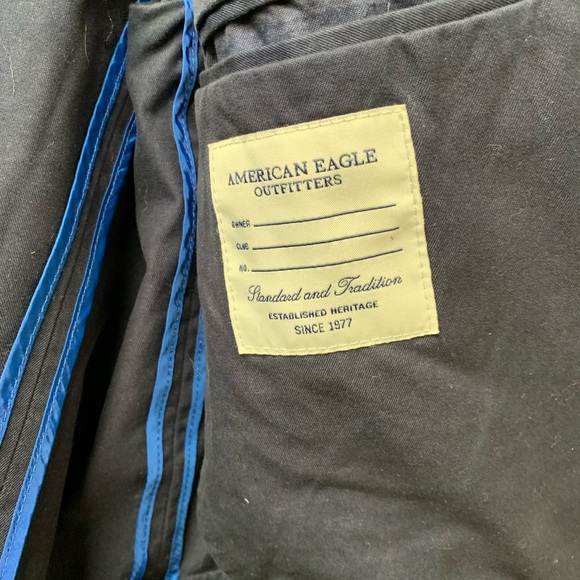 AMERICAN EAGLE
OUTFITTERS
OWNER
CLUB
NO.
Standard and Tradition
ESTABLISHED HERITAGE
SINCE 1977